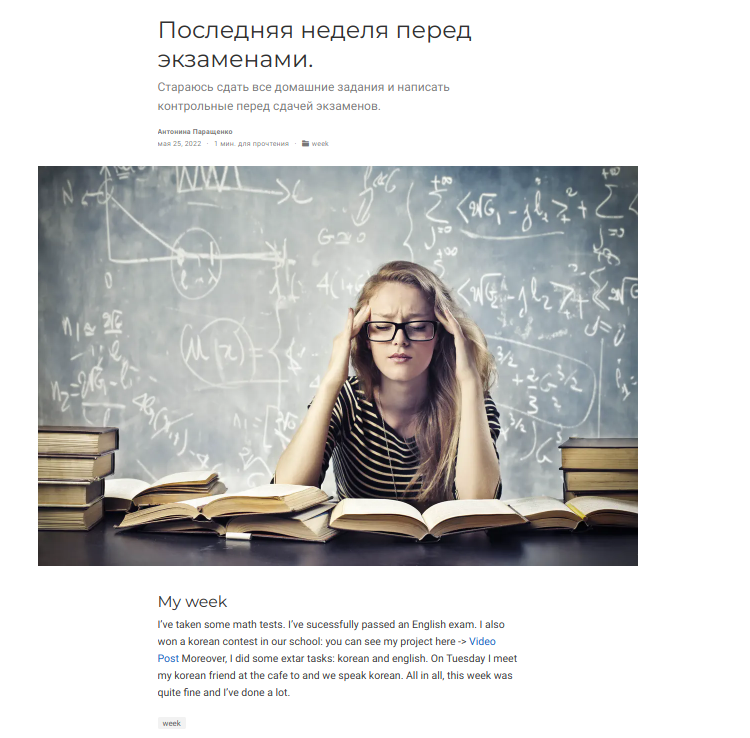 Последняя неделя перед
экзаменами.
Стараюсь сдать все домашние задания и написать
контрольные перед сдачей экзаменов.
Антонина Паращенко
мая 25, 2022 · 1 мин. для прочтения · week
My week
I've taken some math tests. I've sucessfully passed an English exam. I also
won a korean contest in our school: you can see my project here -> Video
Post Moreover, I did some extar tasks: korean and english. On Tuesday I meet
my korean friend at the cafe to and we speak korean. All in all, this week was
quite fine and I've done a lot.
week